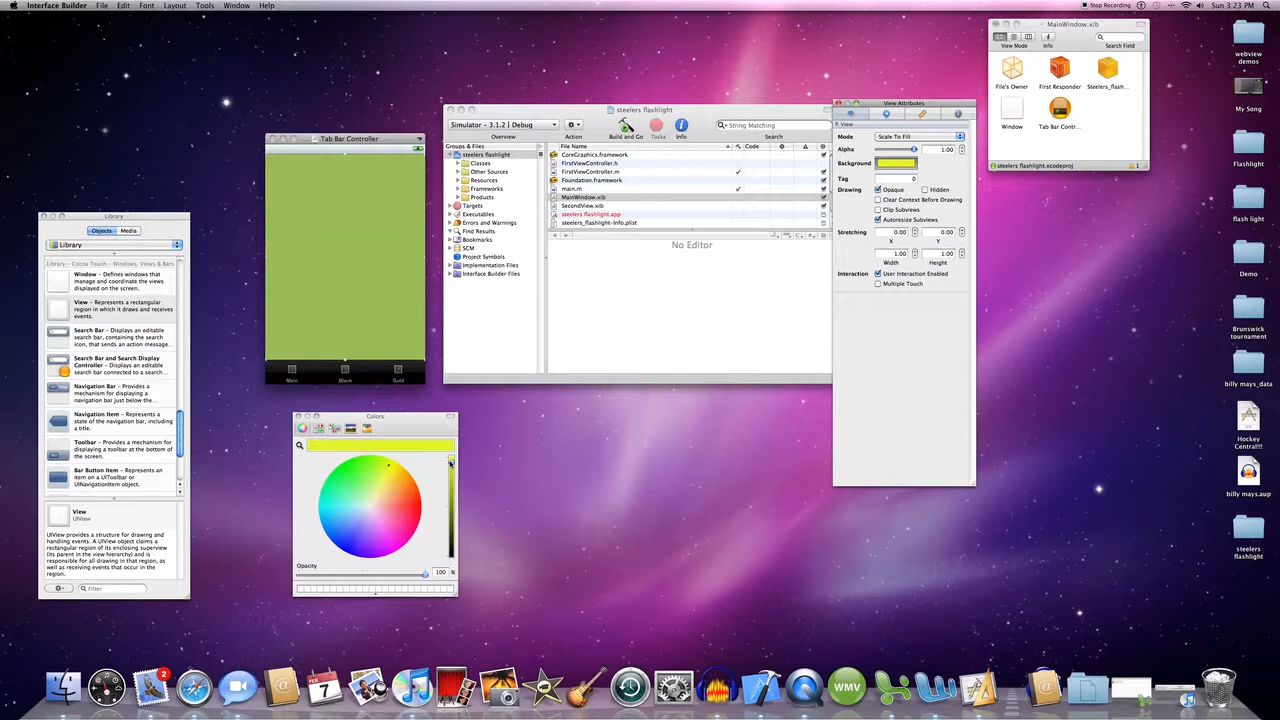 Interface Builder File Edit Font Layout Tools Window Help
Stop Recording Sun 3:23 PM
MainWindow.xib
View Mode Info Search Field
File's Owner First Responder Steelers_flash...
Window Tab Bar Contr...
steelers flashlight.xcodeproj 1
webview
demos
My Song
Flashlight
flash light
Demo
Brunswick
tournament
billy mays_data
Hockey
Central!!!
billy mays.aup
steelers
flashlight
steelers flashlight
Simulator - 3.1.2 | Debug
String Matching
Overview Action Build and Go Tasks Info Search
Groups & Files
steelers flashlight
Classes
Other Sources
Resources
Frameworks
Products
Targets
Executables
Errors and Warnings
Find Results
Bookmarks
SCM
Project Symbols
Implementation Files
Interface Builder Files
File Name Code
CoreGraphics.framework
FirstViewController.h
FirstViewController.m
Foundation.framework
main.m
MainWindow.xib
SecondView.xib
steelers flashlight.app
steelers_flashlight-Info.plist
No Editor
View Attributes
View
Mode Scale To Fill
Alpha 1.00
Background
Tag 0
Drawing Opaque Hidden
Clear Context Before Drawing
Clip Subviews
Autoresize Subviews
Stretching 0.00 0.00
X Y
1.00 1.00
Width Height
Interaction User Interaction Enabled
Multiple Touch
Tab Bar Controller
Main Black Gold
Library
Objects Media
Library
Library – Cocoa Touch – Windows, Views & Bars
Window – Defines windows that
manage and coordinate the views
displayed on the screen.
View – Represents a rectangular
region in which it draws and receives
events.
Search Bar – Displays an editable
search bar, containing the search
icon, that sends an action message...
Search Bar and Search Display
Controller – Displays an editable
search bar connected to a search...
Navigation Bar – Provides a
mechanism for displaying a
navigation bar just below the...
Navigation Item – Represents a
state of the navigation bar, including
a title.
Toolbar – Provides a mechanism for
displaying a toolbar at the bottom of
the screen.
Bar Button Item – Represents an
item on a UIToolbar or
UINavigationItem object.
View
UIView
UIView provides a structure for drawing and
handling events. A UIView object claims a
rectangular region of its enclosing superview
(its parent in the view hierarchy) and is
responsible for all drawing in that region, as
well as receiving events that occur in the
region.
Filter
Colors
Opacity
100 %
2
FEB
7
WMV